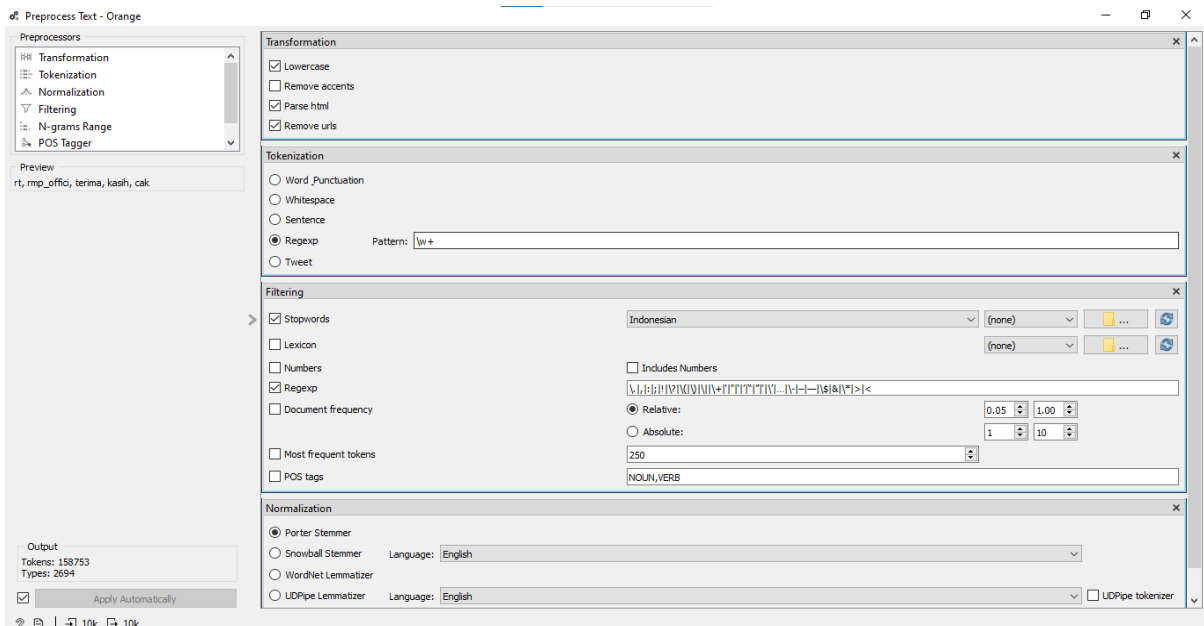 Preprocess Text - Orange
Preprocessors
Transformation
Tokenization
Normalization
Filtering
N-grams Range
POS Tagger
Preview
rt, rmp_offici, terima, kasih, cak
Output
Tokens: 158753
Types: 2694
Apply Automatically
10k 10k
Transformation
Lowercase
Remove accents
Parse html
Remove urls
Tokenization
Word Punctuation
Whitespace
Sentence
Regexp Pattern: \w+
Tweet
Filtering
Stopwords Indonesian (none) ...
Lexicon (none) ...
Numbers Includes Numbers
Regexp
Document frequency Relative: 0.05 1.00
Absolute: 1 10
Most frequent tokens 250
POS tags NOUN,VERB
Normalization
Porter Stemmer
Snowball Stemmer Language: English
WordNet Lemmatizer
UDPipe Lemmatizer Language: English UDPipe tokenizer